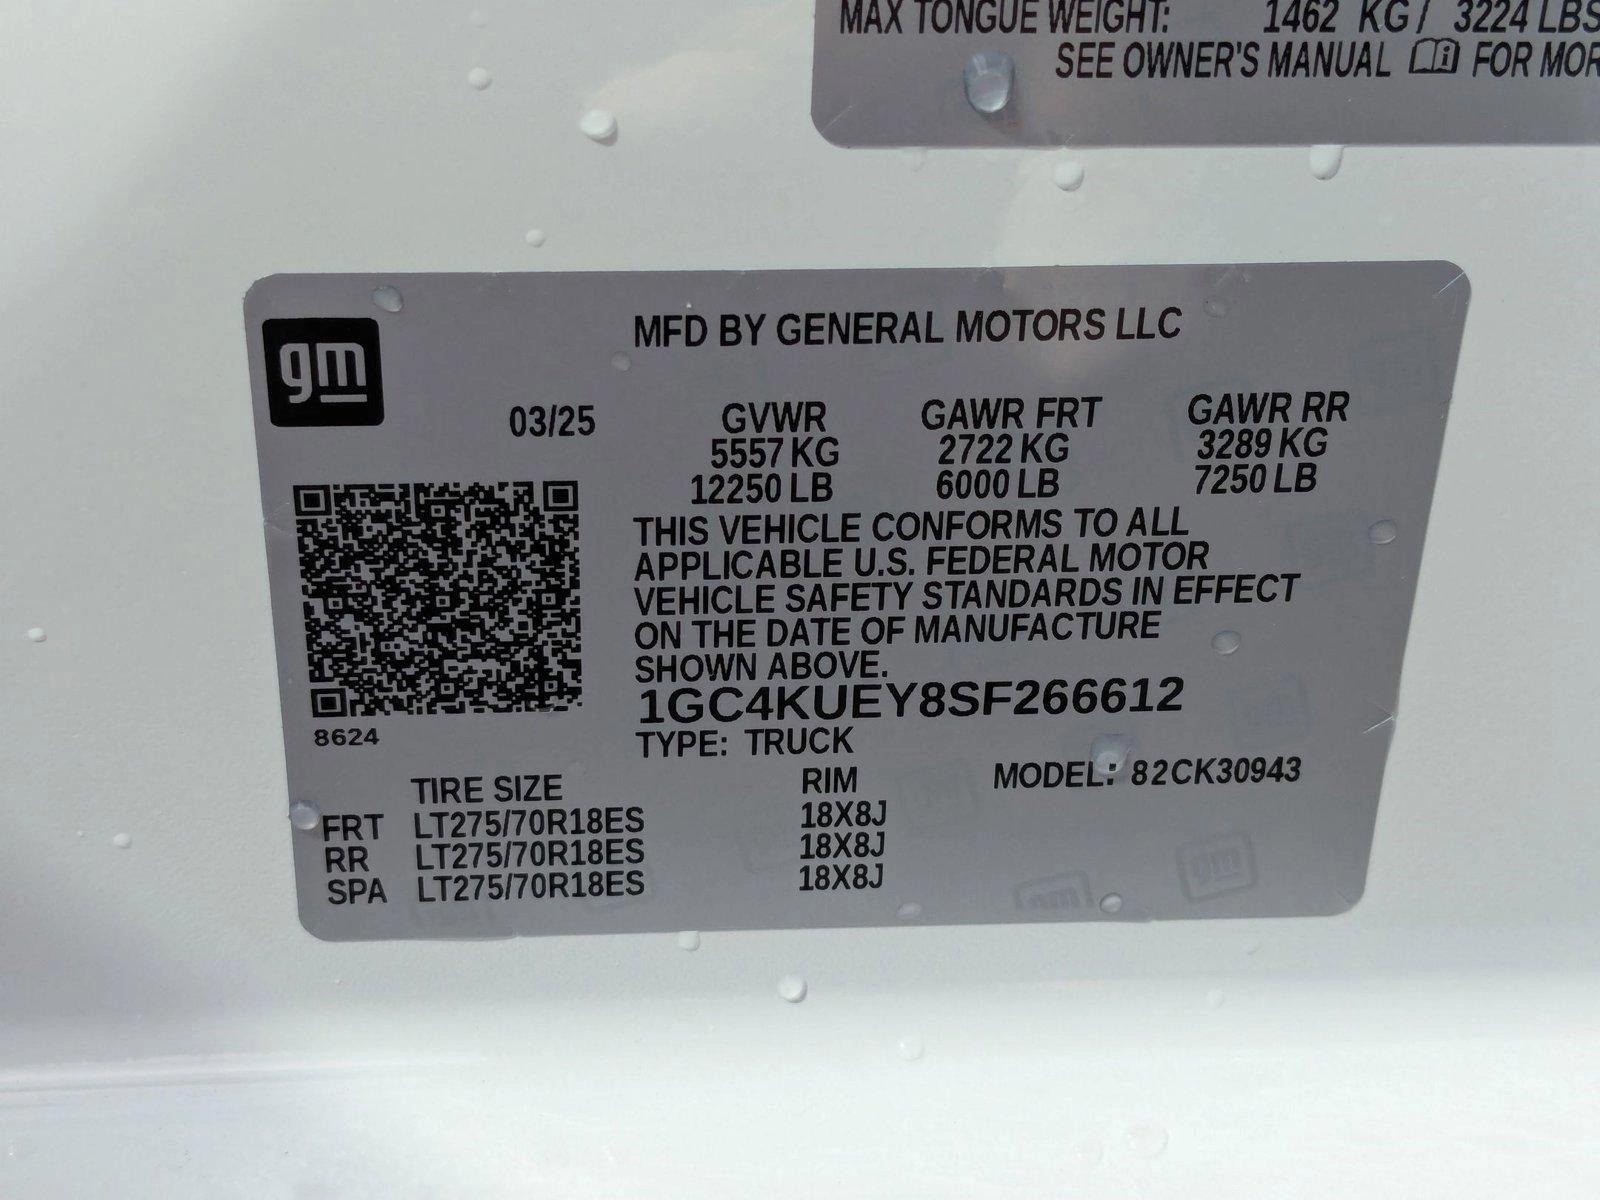 MAX TONGUE WEIGHT: 1462 KG / 3224 LBS
SEE OWNER'S MANUAL FOR
gm
MFD BY GENERAL MOTORS LLC
03/25 GVWR GAWR FRT GAWR RR
5557 KG 2722 KG 3289 KG
12250 LB 6000 LB 7250 LB
THIS VEHICLE CONFORMS TO ALL
APPLICABLE U.S. FEDERAL MOTOR
VEHICLE SAFETY STANDARDS IN EFFECT
ON THE DATE OF MANUFACTURE
SHOWN ABOVE.
1GC4KUEY8SF266612
8624
TYPE: TRUCK
TIRE SIZE RIM MODEL: 82CK30943
FRT LT275/70R18ES 18X8J
RR LT275/70R18ES 18X8J
SPA LT275/70R18ES 18X8J
gm
gm